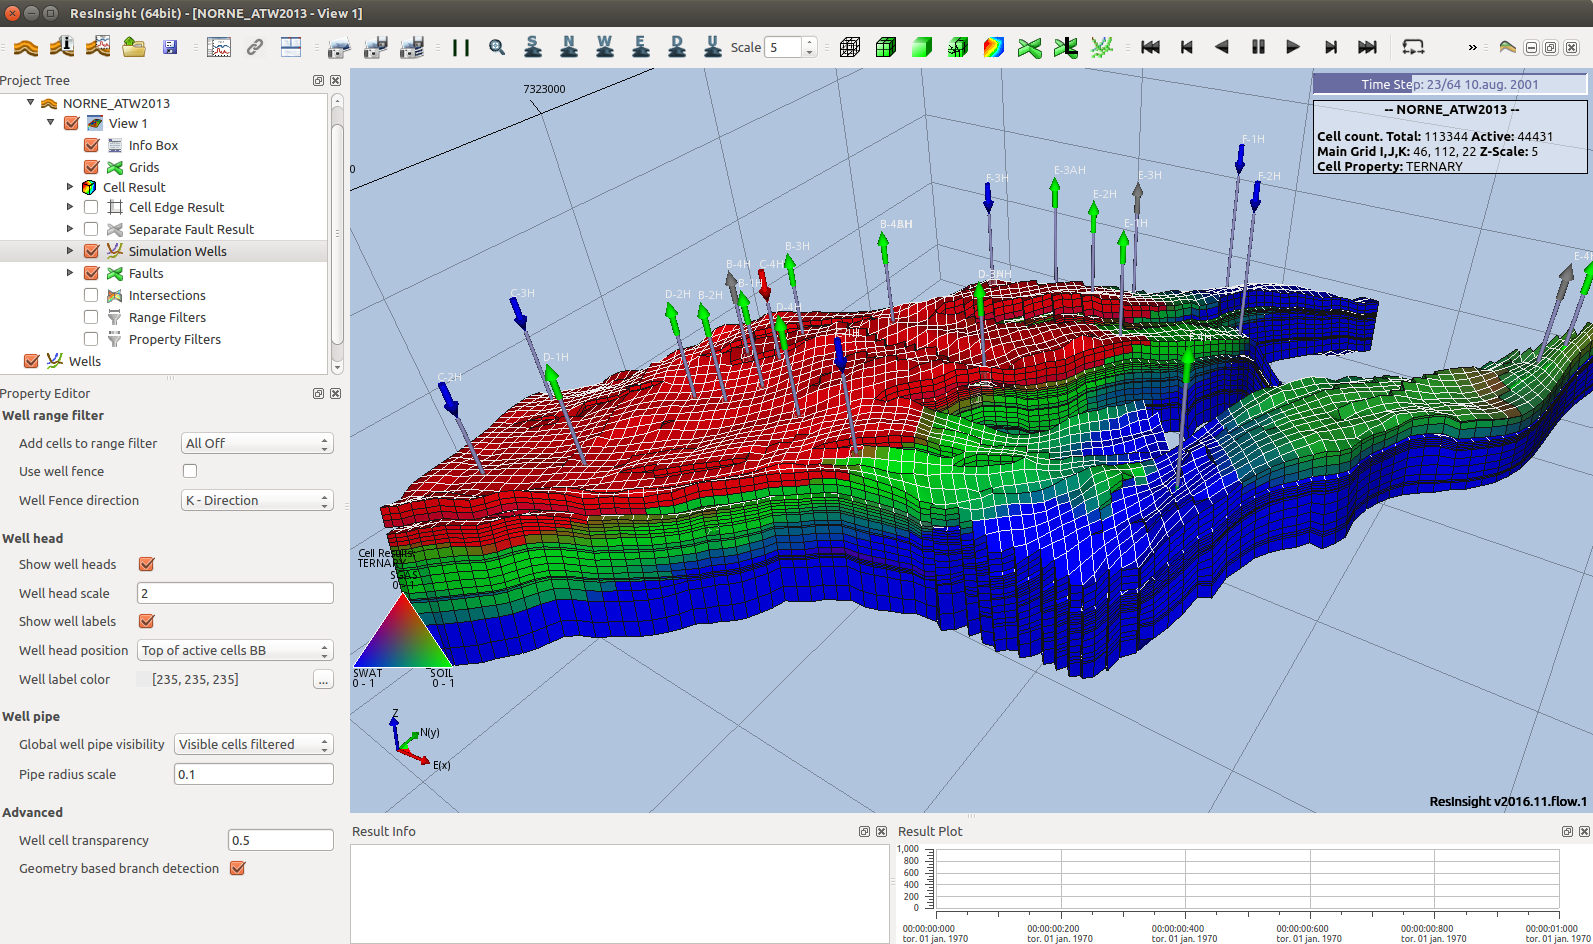 ResInsight (64bit) - [NORNE_ATW2013 - View 1]
Scale 5
»
Project Tree
NORNE_ATW2013
View 1
Info Box
Grids
Cell Result
Cell Edge Result
Separate Fault Result
Simulation Wells
Faults
Intersections
Range Filters
Property Filters
Wells
Property Editor
Well range filter
Add cells to range filter All Off
Use well fence
Well Fence direction K - Direction
Well head
Show well heads
Well head scale 2
Show well labels
Well head position Top of active cells BB
Well label color [235, 235, 235] ...
Well pipe
Global well pipe visibility Visible cells filtered
Pipe radius scale 0.1
Advanced
Well cell transparency 0.5
Geometry based branch detection
7323000
0
Time Step: 23/64 10.aug. 2001
-- NORNE_ATW2013 --
Cell count. Total: 113344 Active: 44431
Main Grid I,J,K: 46, 112, 22 Z-Scale: 5
Cell Property: TERNARY
F-1H
F-2H
F-3H
E-3AH
E-3H
E-2H
E-1H
B-3H
B-4H
C-4H
B-1H
D-2H
B-2H
D-4H
C-3H
D-1H
C-2H
Cell Results:
TERNARY
SGAS
0 - 1
SWAT
0 - 1
SOIL
0 - 1
Z
N(y)
E(x)
ResInsight v2016.11.flow.1
Result Info
Result Plot
1,000
800
600
400
200
0
00:00:00:000
tor. 01 jan. 1970
00:00:00:200
tor. 01 jan. 1970
00:00:00:400
tor. 01 jan. 1970
00:00:00:600
tor. 01 jan. 1970
00:00:00:800
tor. 01 jan. 1970
00:00:01:000
tor. 01 jan. 1970